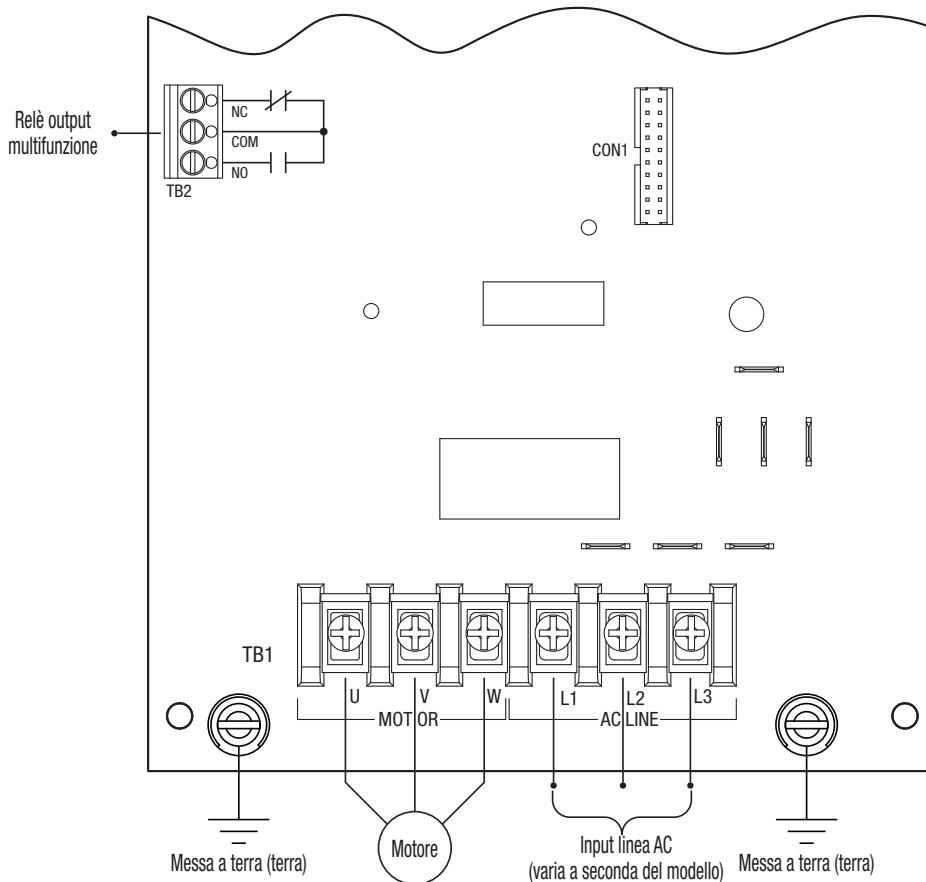 Relè output
multifunzione
NC
COM
NO
TB2
CON1
TB1
U
V
W
L1
L2
L3
MOTOR
AC LINE
Messa a terra (terra)
Motore
Input linea AC
(varia a seconda del modello)
Messa a terra (terra)